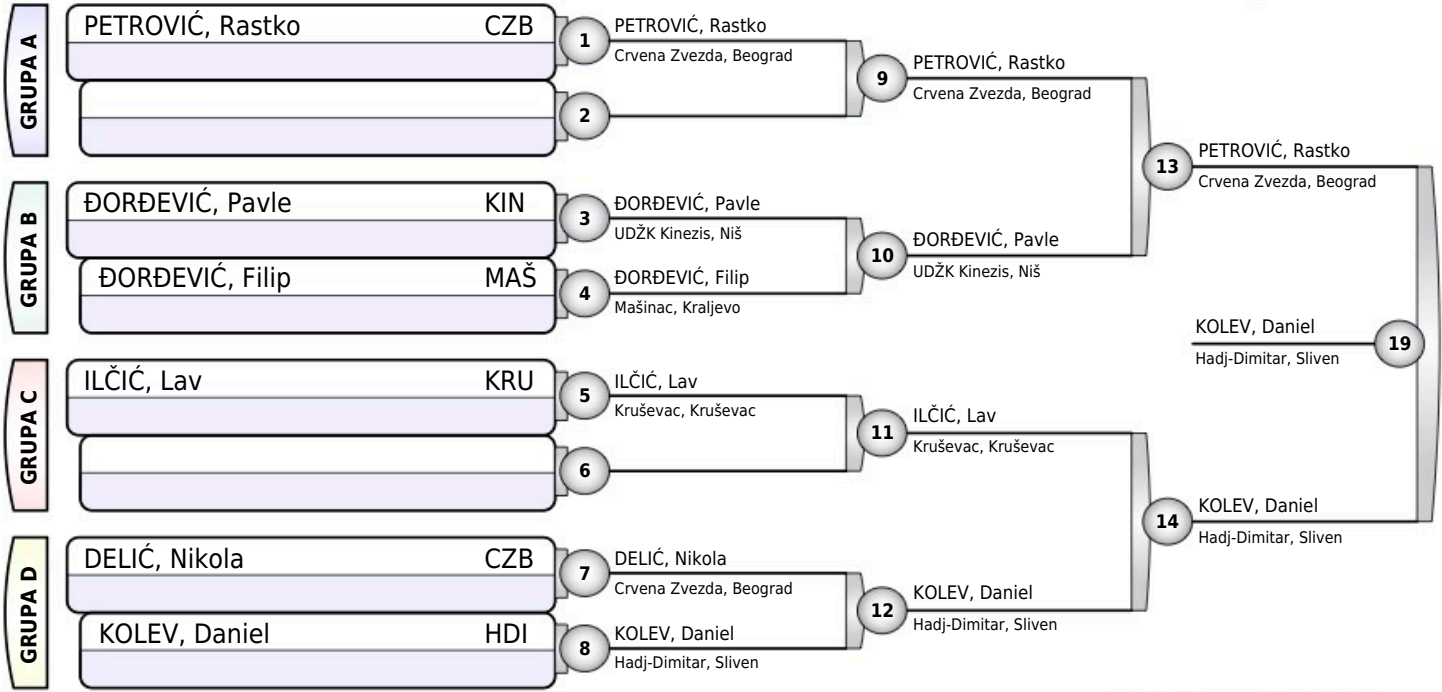 GRUPA A
PETROVIĆ, Rastko CZB
1
PETROVIĆ, Rastko
Crvena Zvezda, Beograd
2
9
PETROVIĆ, Rastko
Crvena Zvezda, Beograd
GRUPA B
ĐORĐEVIĆ, Pavle KIN
3
ĐORĐEVIĆ, Pavle
UDŽK Kinezis, Niš
ĐORĐEVIĆ, Filip MAŠ
4
ĐORĐEVIĆ, Filip
Mašinac, Kraljevo
10
ĐORĐEVIĆ, Pavle
UDŽK Kinezis, Niš
13
PETROVIĆ, Rastko
Crvena Zvezda, Beograd
GRUPA C
ILČIĆ, Lav KRU
5
ILČIĆ, Lav
Kruševac, Kruševac
6
11
ILČIĆ, Lav
Kruševac, Kruševac
GRUPA D
DELIĆ, Nikola CZB
7
DELIĆ, Nikola
Crvena Zvezda, Beograd
KOLEV, Daniel HDI
8
KOLEV, Daniel
Hadj-Dimitar, Sliven
12
KOLEV, Daniel
Hadj-Dimitar, Sliven
14
KOLEV, Daniel
Hadj-Dimitar, Sliven
KOLEV, Daniel
Hadj-Dimitar, Sliven
19